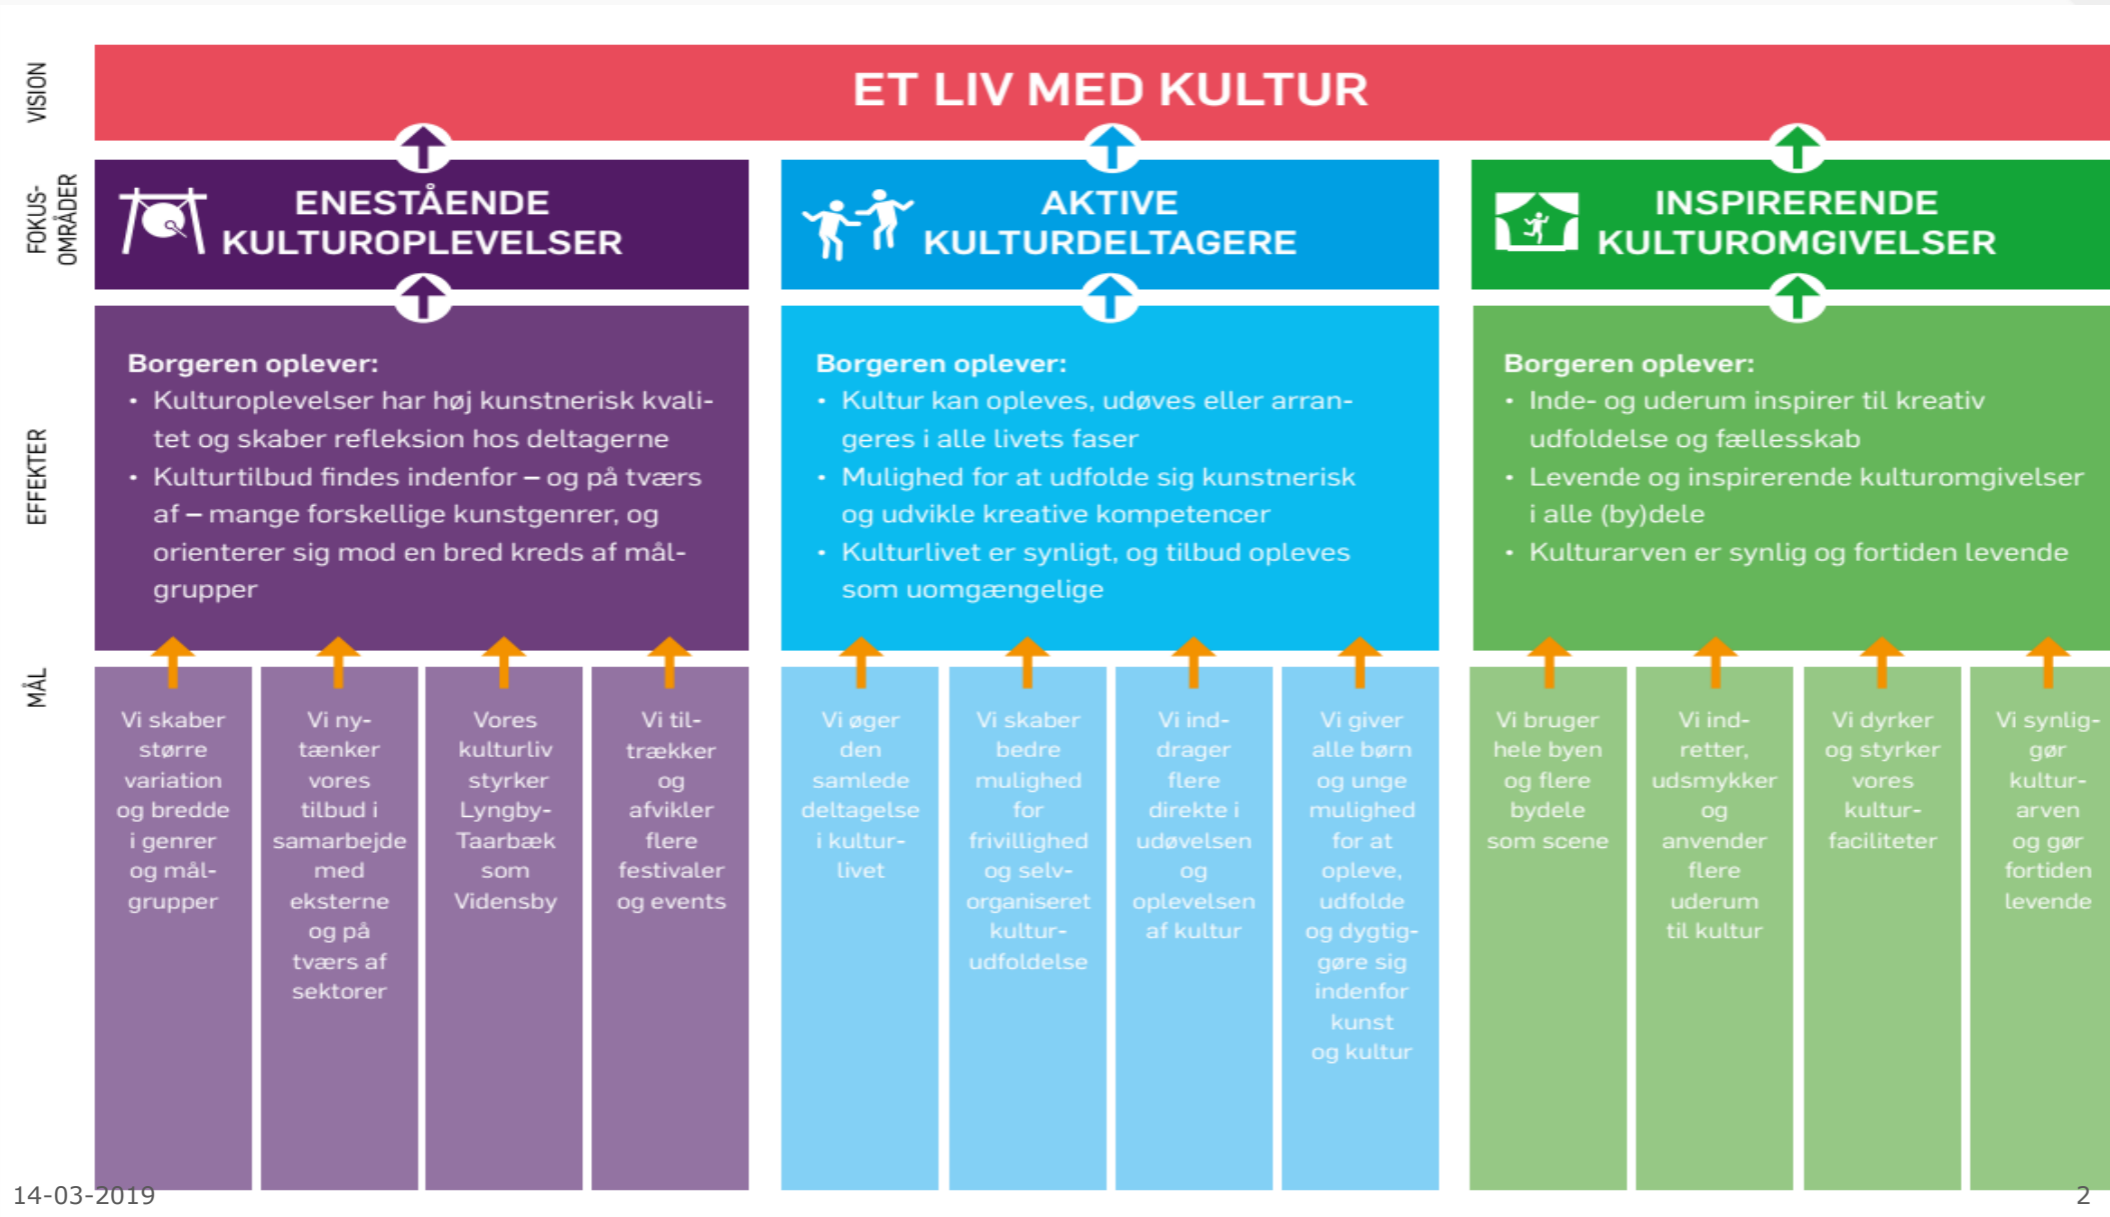 VISION
ET LIV MED KULTUR
FOKUS-
OMRÅDER
ENESTÅENDE
KULTUROPLEVELSER
AKTIVE
KULTURDELTAGERE
INSPIRERENDE
KULTUROMGIVELSER
EFFEKTER
Borgeren oplever:
• Kulturoplevelser har høj kunstnerisk kvali-
tet og skaber refleksion hos deltagerne
• Kulturtilbud findes indenfor – og på tværs
af – mange forskellige kunstgenrer, og
orienterer sig mod en bred kreds af mål-
grupper
Borgeren oplever:
• Kultur kan opleves, udøves eller arran-
geres i alle livets faser
• Mulighed for at udfolde sig kunstnerisk
og udvikle kreative kompetencer
• Kulturlivet er synligt, og tilbud opleves
som uomgængelige
Borgeren oplever:
• Inde- og uderum inspirer til kreativ
udfoldelse og fællesskab
• Levende og inspirerende kulturomgivelser
i alle (by)dele
• Kulturarven er synlig og fortiden levende
MÅL
Vi skaber
større
variation
og bredde
i genrer
og mål-
grupper
Vi ny-
tænker
vores
tilbud i
samarbejde
med
eksterne
og på
tværs af
sektorer
Vores
kulturliv
styrker
Lyngby-
Taarbæk
som
Vidensby
Vi til-
trækker
og
afvikler
flere
festivaler
og events
Vi øger
den
samlede
deltagelse
i kultur-
livet
Vi skaber
bedre
mulighed
for
frivillighed
og selv-
organiseret
kultur-
udfoldelse
Vi ind-
drager
flere
direkte i
udøvelsen
og
oplevelsen
af kultur
Vi giver
alle børn
og unge
mulighed
for at
opleve,
udfolde
og dygtig-
gøre sig
indenfor
kunst
og kultur
Vi bruger
hele byen
og flere
bydele
som scene
Vi ind-
retter,
udsmykker
og
anvender
flere
uderum
til kultur
Vi dyrker
og styrker
vores
kultur-
faciliteter
Vi synlig-
gør
kultur-
arven
og gør
fortiden
levende
14-03-2019
2